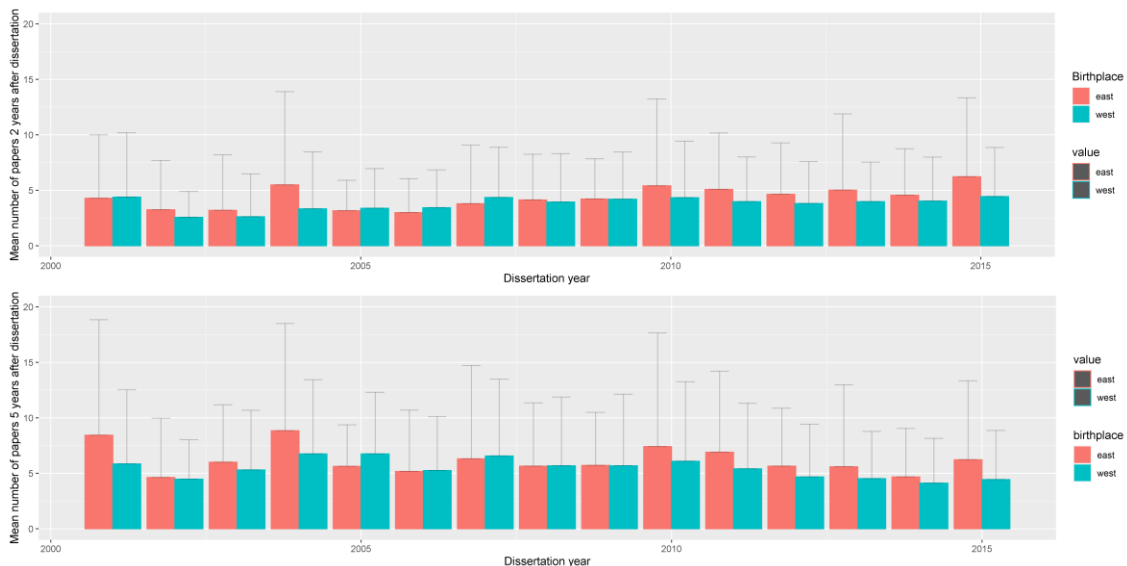 Mean number of papers 2 years after dissertation
20
15
10
5
0
2000
2005
2010
2015
Dissertation year
Birthplace
east
west
value
east
west
Mean number of papers 5 years after dissertation
20
15
10
5
0
2000
2005
2010
2015
Dissertation year
value
east
west
birthplace
east
west